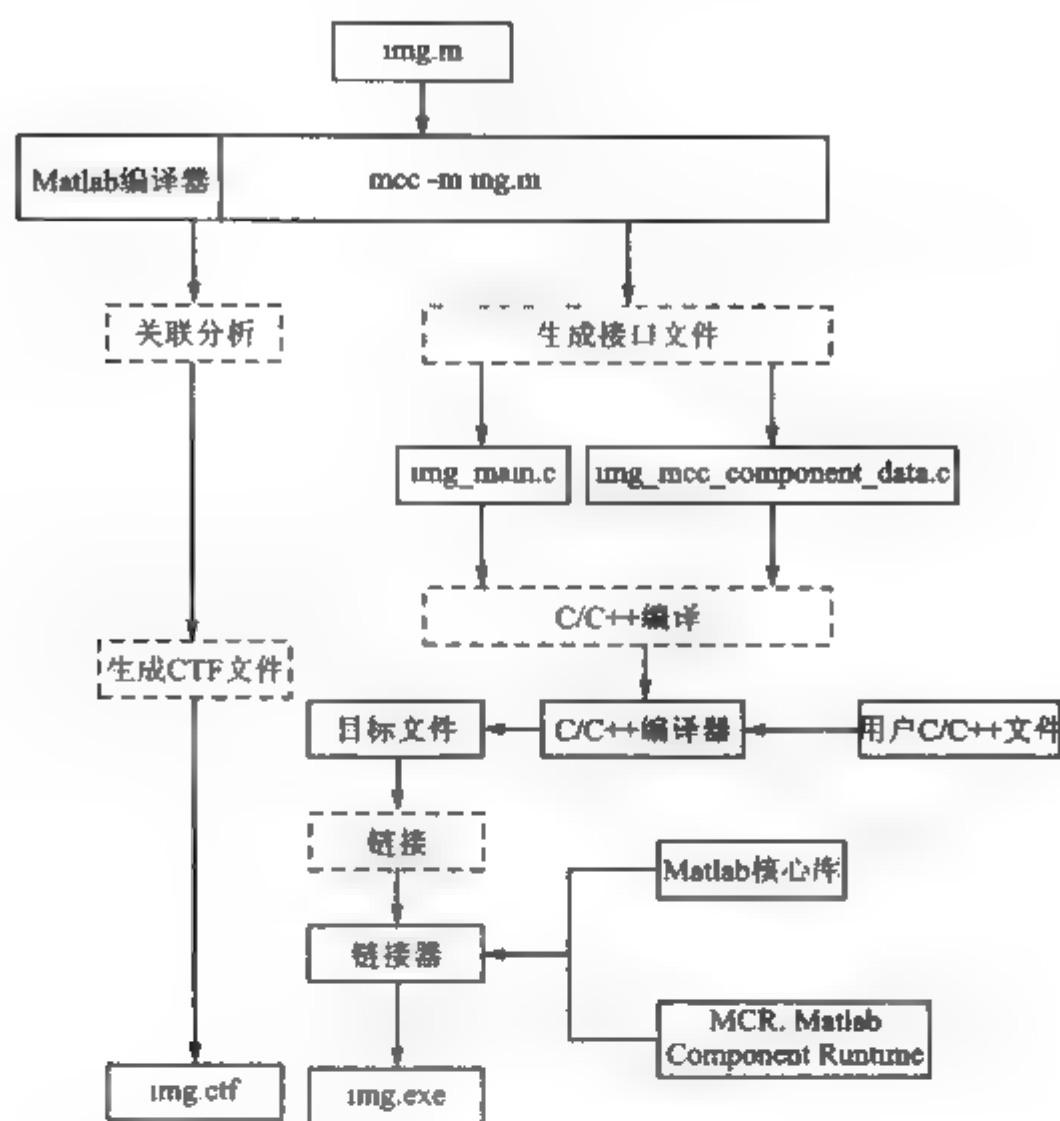 img.m
Matlab编译器
mcc -m img.m
关联分析
生成接口文件
img_main.c
img_mcc_component_data.c
C/C++编译
生成CTF文件
目标文件
C/C++编译器
用户C/C++文件
链接
Matlab核心库
链接器
MCR. Matlab
Component Runtime
img.ctf
img.exe